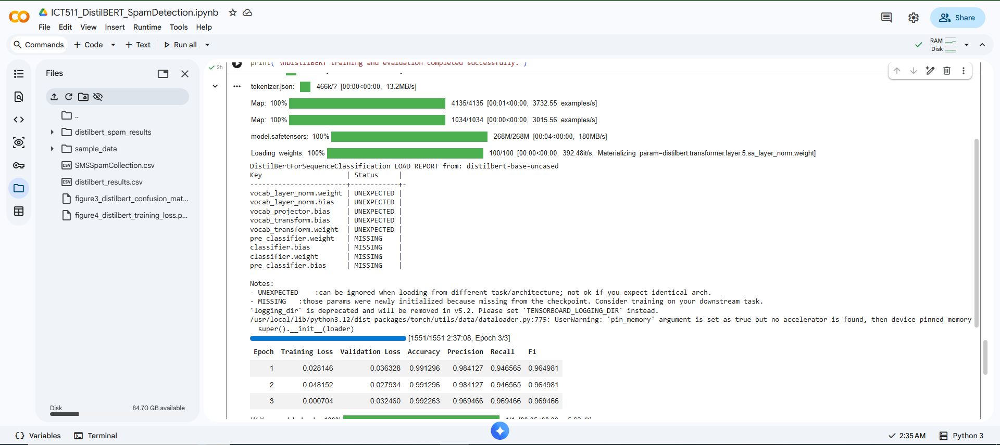 ICT511_DistilBERT_SpamDetection.ipynb
File Edit View Insert Runtime Tools Help
Share
Commands + Code + Text Run all
RAM
Disk
Files
..
distilbert_spam_results
sample_data
SMSSpamCollection.csv
distilbert_results.csv
figure3_distilbert_confusion_mat...
figure4_distilbert_training_loss.p...
Disk 84.70 GB available
2h
print("\nDistilBERT training and evaluation completed successfully.")
tokenizer.json: 466k/? [00:00<00:00, 13.2MB/s]
Map: 100% 4135/4135 [00:01<00:00, 3732.55 examples/s]
Map: 100% 1034/1034 [00:00<00:00, 3015.56 examples/s]
model.safetensors: 100% 268M/268M [00:04<00:00, 180MB/s]
Loading weights: 100% 100/100 [00:00<00:00, 392.48it/s, Materializing param=distilbert.transformer.layer.5.sa_layer_norm.weight]
DistilBertForSequenceClassification LOAD REPORT from: distilbert-base-uncased
Key | Status |
------------------------+------------+-
vocab_layer_norm.weight | UNEXPECTED |
vocab_layer_norm.bias | UNEXPECTED |
vocab_projector.bias | UNEXPECTED |
vocab_transform.bias | UNEXPECTED |
vocab_transform.weight | UNEXPECTED |
pre_classifier.weight | MISSING |
classifier.bias | MISSING |
classifier.weight | MISSING |
pre_classifier.bias | MISSING |
Notes:
- UNEXPECTED :can be ignored when loading from different task/architecture; not ok if you expect identical arch.
- MISSING :those params were newly initialized because missing from the checkpoint. Consider training on your downstream task.
`logging_dir` is deprecated and will be removed in v5.2. Please set `TENSORBOARD_LOGGING_DIR` instead.
/usr/local/lib/python3.12/dist-packages/torch/utils/data/dataloader.py:775: UserWarning: 'pin_memory' argument is set as true but no accelerator is found, then device pinned memory
super().__init__(loader)
[1551/1551 2:37:08, Epoch 3/3]
Epoch Training Loss Validation Loss Accuracy Precision Recall F1
1 0.028146 0.036328 0.991296 0.984127 0.946565 0.964981
2 0.048152 0.027934 0.991296 0.984127 0.946565 0.964981
3 0.000704 0.032460 0.992263 0.969466 0.969466 0.969466
Variables Terminal
2:35 AM Python 3